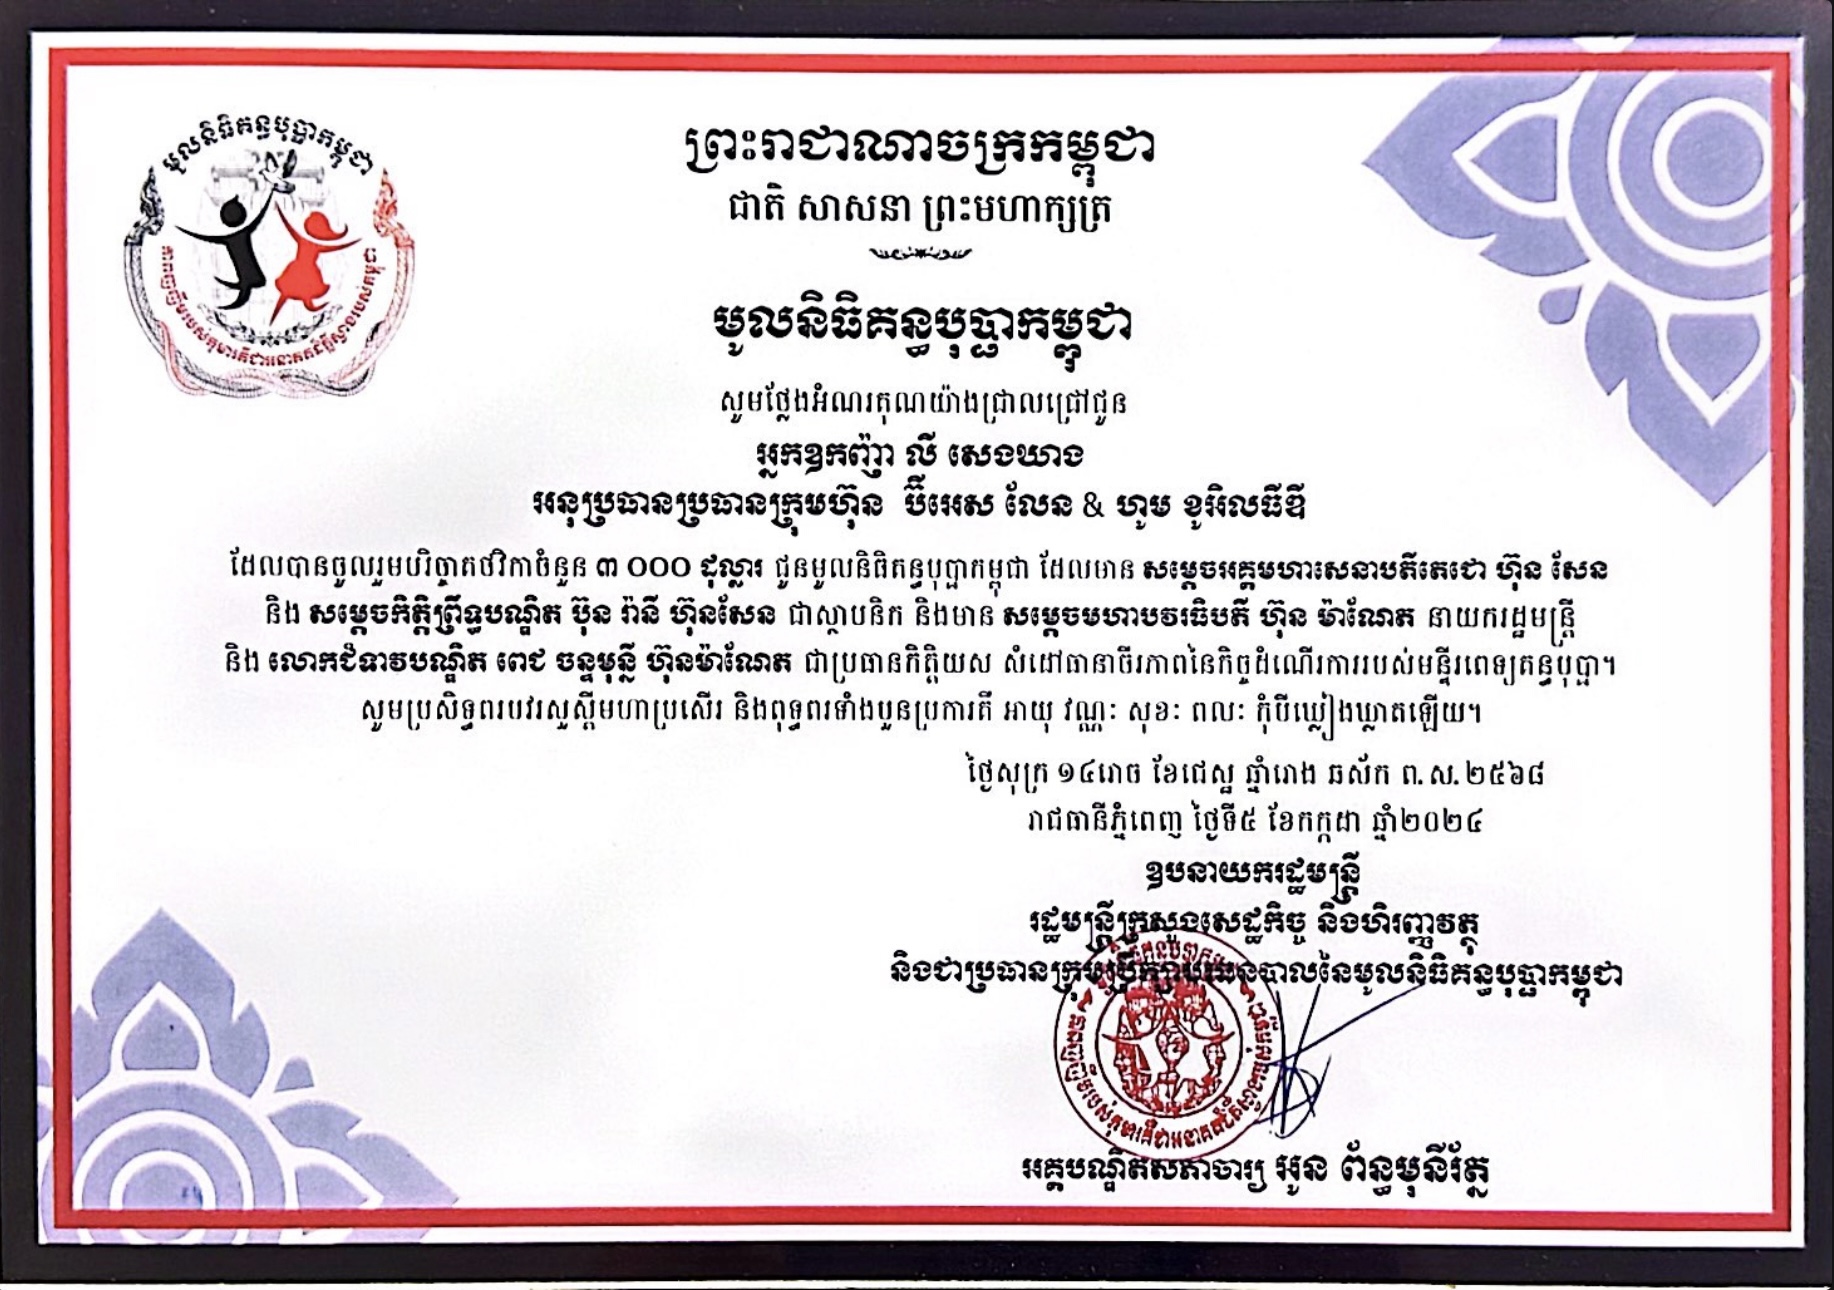 មូលនិធិគន្ធបុប្ផាកម្ពុជា
ព្រះរាជាណាចក្រកម្ពុជា
ជាតិ សាសនា ព្រះមហាក្សត្រ
មូលនិធិគន្ធបុប្ផាកម្ពុជា
សូមថ្លែងអំណរគុណយ៉ាងជ្រាលជ្រៅជូន
អ្នកឧកញ៉ា លី សេងឃាង
អនុប្រធានប្រធានក្រុមហ៊ុន ប៊ីអេស លែន & ហូម ខូអិលធីឌី
ដែលបានចូលរួមបរិច្ចាគថវិកាចំនួន ៣ ០០០ ដុល្លារ ជូនមូលនិធិគន្ធបុប្ផាកម្ពុជា ដែលមាន សម្តេចអគ្គមហាសេនាបតីតេជោ ហ៊ុន សែន
និង សម្តេចកិត្តិព្រឹទ្ធបណ្ឌិត ប៊ុន រ៉ានី ហ៊ុនសែន ជាស្ថាបនិក និងមាន សម្តេចមហាបវរធិបតី ហ៊ុន ម៉ាណែត នាយករដ្ឋមន្ត្រី
និង លោកជំទាវបណ្ឌិត ពេជ ចន្ទមុន្នី ហ៊ុនម៉ាណែត ជាប្រធានកិត្តិយស សំដៅធានាចីរភាពនៃកិច្ចដំណើរការរបស់មន្ទីរពេទ្យគន្ធបុប្ផា។
សូមប្រសិទ្ធពរបវរសួស្តីមហាប្រសើរ និងពុទ្ធពរទាំងបួនប្រការគឺ អាយុ វណ្ណៈ សុខៈ ពលៈ កុំបីឃ្លៀងឃ្លាតឡើយ។
ថ្ងៃសុក្រ ១៤រោច ខែជេស្ឋ ឆ្នាំរោង ឆស័ក ព.ស.២៥៦៨
រាជធានីភ្នំពេញ ថ្ងៃទី៥ ខែកក្កដា ឆ្នាំ២០២៤
ឧបនាយករដ្ឋមន្ត្រី
រដ្ឋមន្ត្រីក្រសួងសេដ្ឋកិច្ច និងហិរញ្ញវត្ថុ
និងជាប្រធានក្រុមប្រឹក្សាភិបាលនៃមូលនិធិគន្ធបុប្ផាកម្ពុជា
អគ្គបណ្ឌិតសភាចារ្យ អូន ព័ន្ធមុនីរ័ត្ន